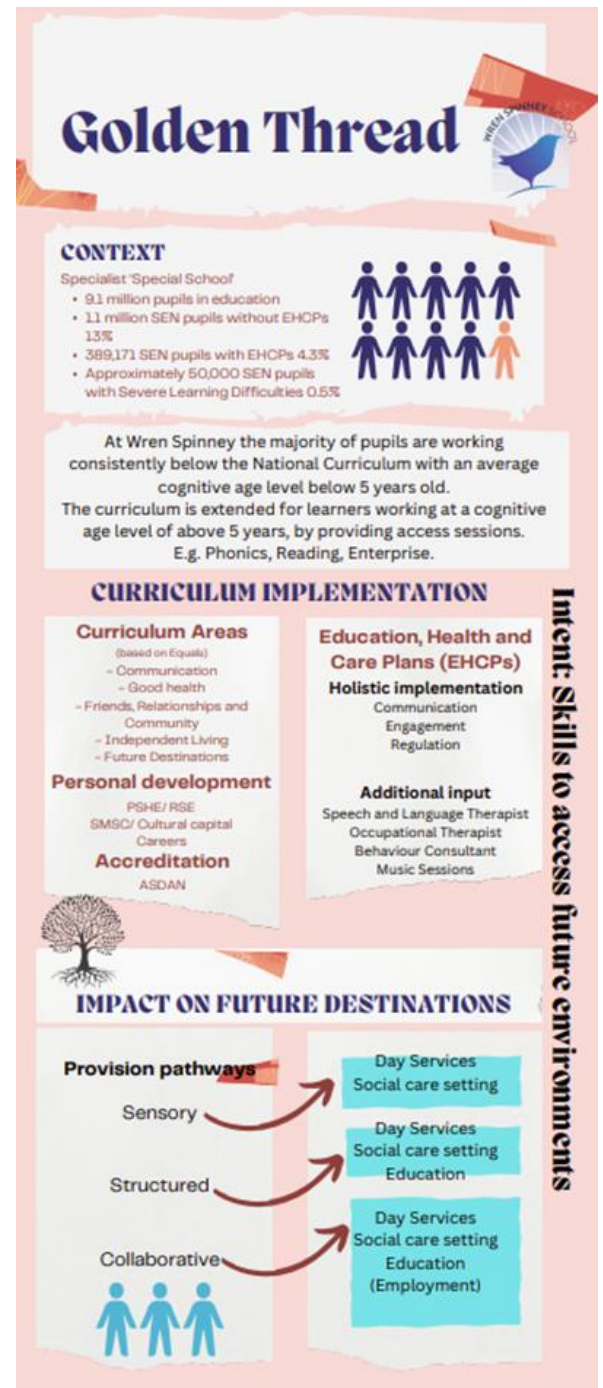 Golden Thread
WREN SPINNEY SCHOOL
CONTEXT
Specialist 'Special School'
• 9.1 million pupils in education
• 1.1 million SEN pupils without EHCPs
13%
• 389,171 SEN pupils with EHCPs 4.3%
• Approximately 50,000 SEN pupils
with Severe Learning Difficulties 0.5%
At Wren Spinney the majority of pupils are working
consistently below the National Curriculum with an average
cognitive age level below 5 years old.
The curriculum is extended for learners working at a cognitive
age level of above 5 years, by providing access sessions.
E.g. Phonics, Reading, Enterprise.
CURRICULUM IMPLEMENTATION
Curriculum Areas
(based on Equals)
- Communication
- Good health
- Friends, Relationships and
Community
- Independent Living
- Future Destinations
Personal development
PSHE/ RSE
SMSC/ Cultural capital
Careers
Accreditation
ASDAN
Education, Health and
Care Plans (EHCPs)
Holistic implementation
Communication
Engagement
Regulation
Additional input
Speech and Language Therapist
Occupational Therapist
Behaviour Consultant
Music Sessions
Intent: Skills to access future environments
IMPACT ON FUTURE DESTINATIONS
Provision pathways
Sensory
Structured
Collaborative
Day Services
Social care setting
Day Services
Social care setting
Education
Day Services
Social care setting
Education
(Employment)